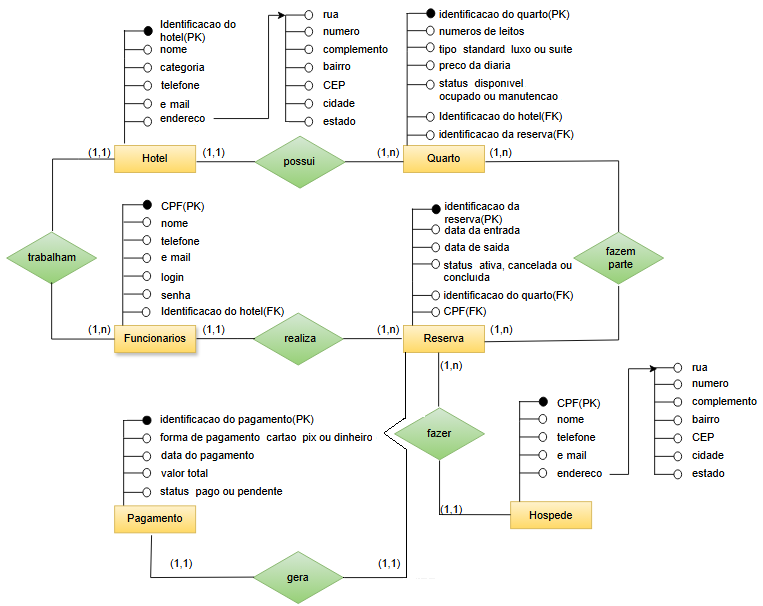 Identificacao do
hotel(PK)
nome
categoria
telefone
e mail
endereco
rua
numero
complemento
bairro
CEP
cidade
estado
identificacao do quarto(PK)
numeros de leitos
tipo standard luxo ou suite
preco da diaria
status disponivel
ocupado ou manutencao
Identificacao do hotel(FK)
identificacao da reserva(FK)
(1,1)
Hotel
(1,1)
possui
(1,n)
Quarto
(1,n)
trabalham
CPF(PK)
nome
telefone
e mail
login
senha
Identificacao do hotel(FK)
identificacao da
reserva(PK)
data da entrada
data de saida
status ativa, cancelada ou
concluida
identificacao do quarto(FK)
CPF(FK)
fazem
parte
(1,n)
Funcionarios
(1,1)
realiza
(1,n)
Reserva
(1,n)
(1,n)
identificacao do pagamento(PK)
forma de pagamento cartao pix ou dinheiro
data do pagamento
valor total
status pago ou pendente
Pagamento
fazer
CPF(PK)
nome
telefone
e mail
endereco
rua
numero
complemento
bairro
CEP
cidade
estado
(1,1)
Hospede
(1,1)
gera
(1,1)